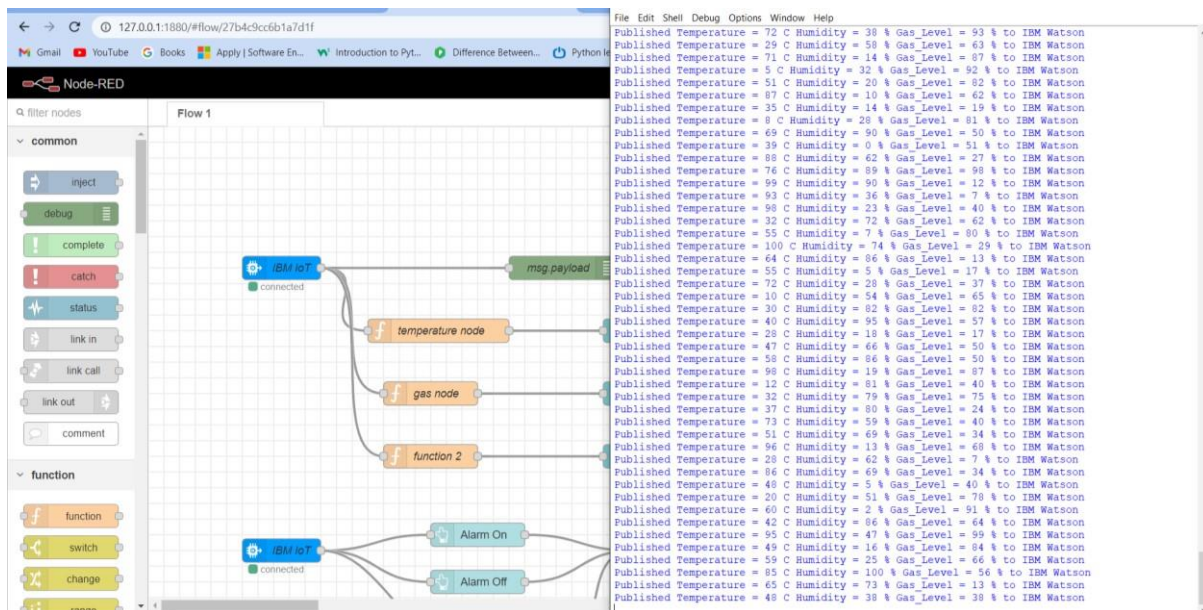 127.0.0.1:1880/#flow/27b4c9cc6b1a7d1f
Gmail YouTube Books Apply | Software En... Introduction to Pyt... Difference Between... Python le
Node-RED
filter nodes
Flow 1
common
inject
debug
complete
catch
status
link in
link call
link out
comment
function
function
switch
change
range
IBM IoT
connected
msg.payload
temperature node
gas node
function 2
IBM IoT
connected
Alarm On
Alarm Off
File Edit Shell Debug Options Window Help
Published Temperature = 72 C Humidity = 38 % Gas_Level = 93 % to IBM Watson
Published Temperature = 29 C Humidity = 58 % Gas_Level = 63 % to IBM Watson
Published Temperature = 71 C Humidity = 14 % Gas_Level = 87 % to IBM Watson
Published Temperature = 5 C Humidity = 32 % Gas_Level = 92 % to IBM Watson
Published Temperature = 51 C Humidity = 20 % Gas_Level = 82 % to IBM Watson
Published Temperature = 87 C Humidity = 10 % Gas_Level = 62 % to IBM Watson
Published Temperature = 35 C Humidity = 14 % Gas_Level = 19 % to IBM Watson
Published Temperature = 8 C Humidity = 28 % Gas_Level = 81 % to IBM Watson
Published Temperature = 69 C Humidity = 90 % Gas_Level = 50 % to IBM Watson
Published Temperature = 39 C Humidity = 0 % Gas_Level = 51 % to IBM Watson
Published Temperature = 88 C Humidity = 62 % Gas_Level = 27 % to IBM Watson
Published Temperature = 76 C Humidity = 89 % Gas_Level = 98 % to IBM Watson
Published Temperature = 99 C Humidity = 90 % Gas_Level = 12 % to IBM Watson
Published Temperature = 93 C Humidity = 36 % Gas_Level = 7 % to IBM Watson
Published Temperature = 98 C Humidity = 23 % Gas_Level = 40 % to IBM Watson
Published Temperature = 32 C Humidity = 72 % Gas_Level = 62 % to IBM Watson
Published Temperature = 55 C Humidity = 7 % Gas_Level = 80 % to IBM Watson
Published Temperature = 100 C Humidity = 74 % Gas_Level = 29 % to IBM Watson
Published Temperature = 64 C Humidity = 86 % Gas_Level = 13 % to IBM Watson
Published Temperature = 55 C Humidity = 5 % Gas_Level = 17 % to IBM Watson
Published Temperature = 72 C Humidity = 28 % Gas_Level = 37 % to IBM Watson
Published Temperature = 10 C Humidity = 54 % Gas_Level = 65 % to IBM Watson
Published Temperature = 30 C Humidity = 82 % Gas_Level = 82 % to IBM Watson
Published Temperature = 40 C Humidity = 95 % Gas_Level = 57 % to IBM Watson
Published Temperature = 28 C Humidity = 18 % Gas_Level = 17 % to IBM Watson
Published Temperature = 47 C Humidity = 66 % Gas_Level = 50 % to IBM Watson
Published Temperature = 58 C Humidity = 86 % Gas_Level = 50 % to IBM Watson
Published Temperature = 98 C Humidity = 19 % Gas_Level = 87 % to IBM Watson
Published Temperature = 12 C Humidity = 81 % Gas_Level = 40 % to IBM Watson
Published Temperature = 32 C Humidity = 79 % Gas_Level = 75 % to IBM Watson
Published Temperature = 37 C Humidity = 80 % Gas_Level = 24 % to IBM Watson
Published Temperature = 73 C Humidity = 59 % Gas_Level = 40 % to IBM Watson
Published Temperature = 51 C Humidity = 69 % Gas_Level = 34 % to IBM Watson
Published Temperature = 96 C Humidity = 13 % Gas_Level = 68 % to IBM Watson
Published Temperature = 28 C Humidity = 62 % Gas_Level = 7 % to IBM Watson
Published Temperature = 86 C Humidity = 69 % Gas_Level = 34 % to IBM Watson
Published Temperature = 48 C Humidity = 5 % Gas_Level = 40 % to IBM Watson
Published Temperature = 20 C Humidity = 51 % Gas_Level = 78 % to IBM Watson
Published Temperature = 60 C Humidity = 2 % Gas_Level = 91 % to IBM Watson
Published Temperature = 42 C Humidity = 86 % Gas_Level = 64 % to IBM Watson
Published Temperature = 95 C Humidity = 47 % Gas_Level = 99 % to IBM Watson
Published Temperature = 49 C Humidity = 16 % Gas_Level = 84 % to IBM Watson
Published Temperature = 59 C Humidity = 25 % Gas_Level = 66 % to IBM Watson
Published Temperature = 85 C Humidity = 100 % Gas_Level = 56 % to IBM Watson
Published Temperature = 65 C Humidity = 73 % Gas_Level = 13 % to IBM Watson
Published Temperature = 48 C Humidity = 38 % Gas_Level = 38 % to IBM Watson